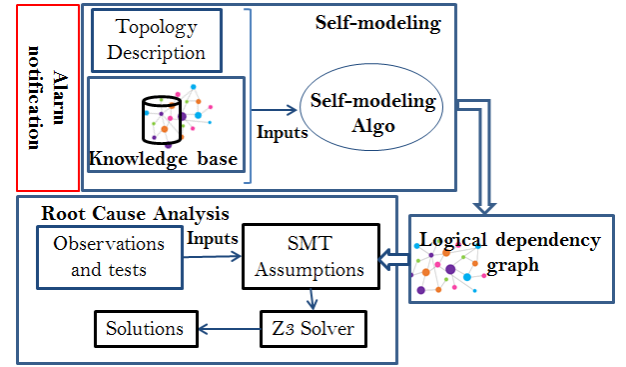 Alarm
notification
Self-modeling
Topology
Description
Knowledge base
Inputs
Self-modeling
Algo
Logical dependency
graph
Root Cause Analysis
Observations
and tests
Inputs
SMT
Assumptions
Z3 Solver
Solutions